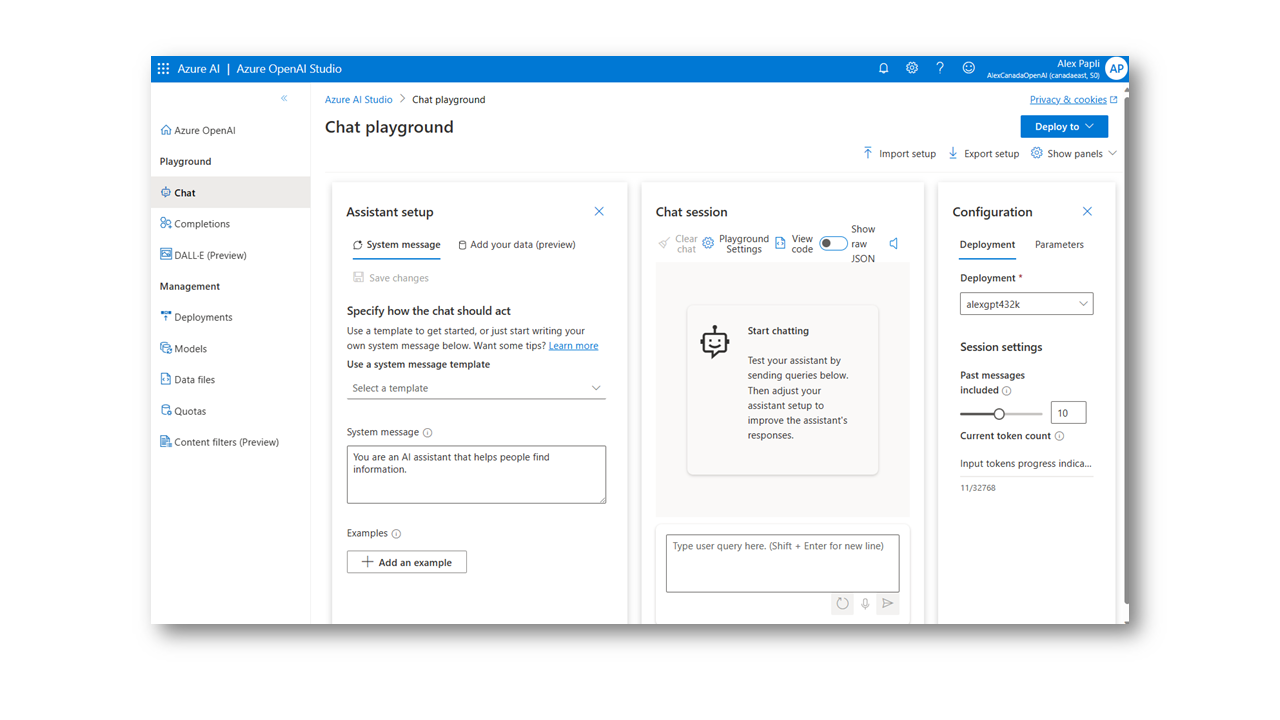 Azure AI | Azure OpenAI Studio
Alex Papli
AlexCanadaOpenAI (canadaeast, S0)
AP
Azure OpenAI
Playground
Chat
Completions
DALL·E (Preview)
Management
Deployments
Models
Data files
Quotas
Content filters (Preview)
Azure AI Studio > Chat playground
Privacy & cookies
Chat playground
Deploy to
Import setup
Export setup
Show panels
Assistant setup
System message
Add your data (preview)
Save changes
Specify how the chat should act
Use a template to get started, or just start writing your
own system message below. Want some tips? Learn more
Use a system message template
Select a template
System message
You are an AI assistant that helps people find
information.
Examples
Add an example
Chat session
Clear
chat
Playground
Settings
View
code
Show
raw
JSON
Start chatting
Test your assistant by
sending queries below.
Then adjust your
assistant setup to
improve the assistant's
responses.
Type user query here. (Shift + Enter for new line)
Configuration
Deployment
Parameters
Deployment *
alexgpt432k
Session settings
Past messages
included
10
Current token count
Input tokens progress indica...
11/32768